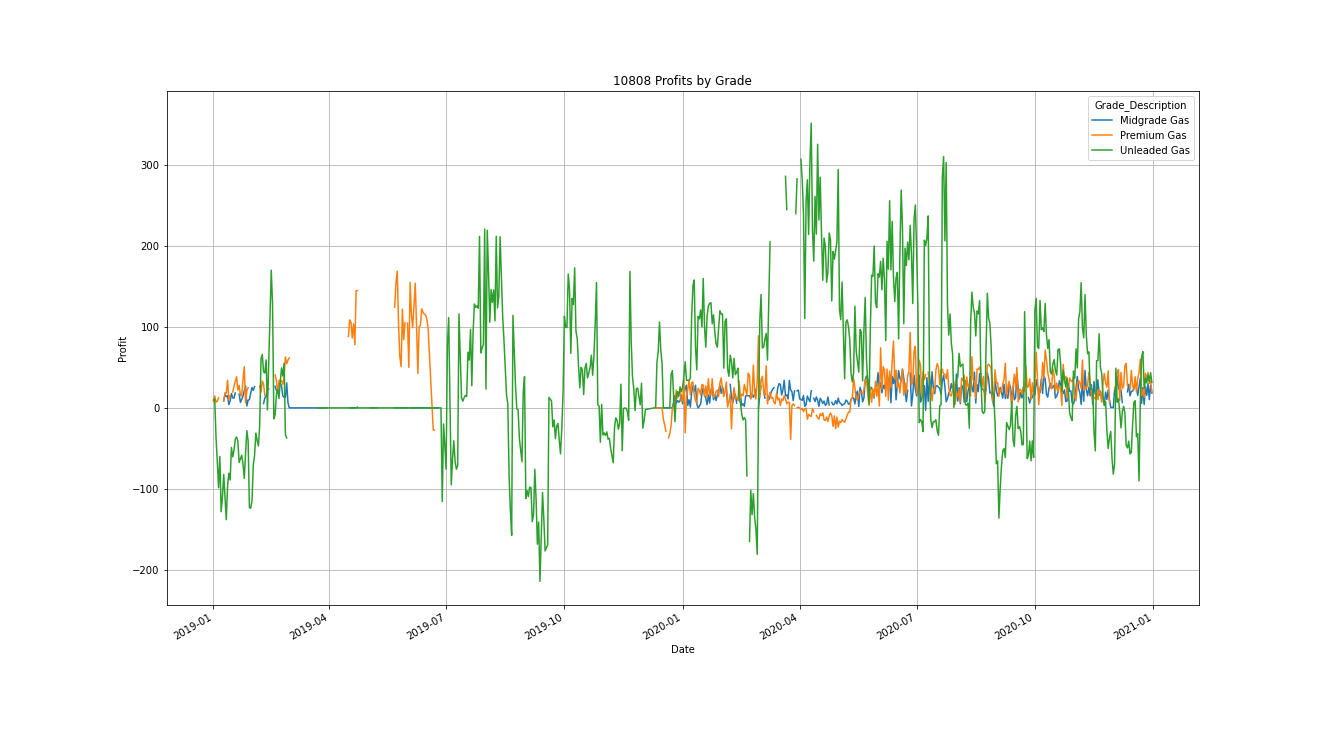 10808 Profits by Grade
Grade_Description
Midgrade Gas
Premium Gas
Unleaded Gas
300
200
100
0
−100
−200
Profit
2019-01
2019-04
2019-07
2019-10
2020-01
2020-04
2020-07
2020-10
2021-01
Date